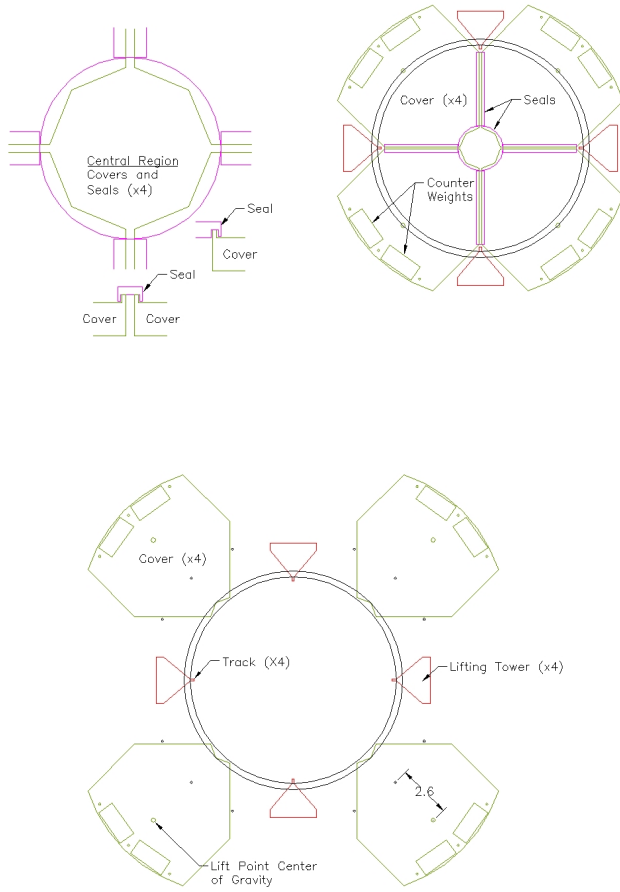 Central Region
Covers and
Seals (x4)
Seal
Cover
Seal
Cover
Cover
Cover (x4)
Seals
Counter
Weights
Cover (x4)
Track (X4)
Lifting Tower (x4)
2.6
Lift Point Center
of Gravity